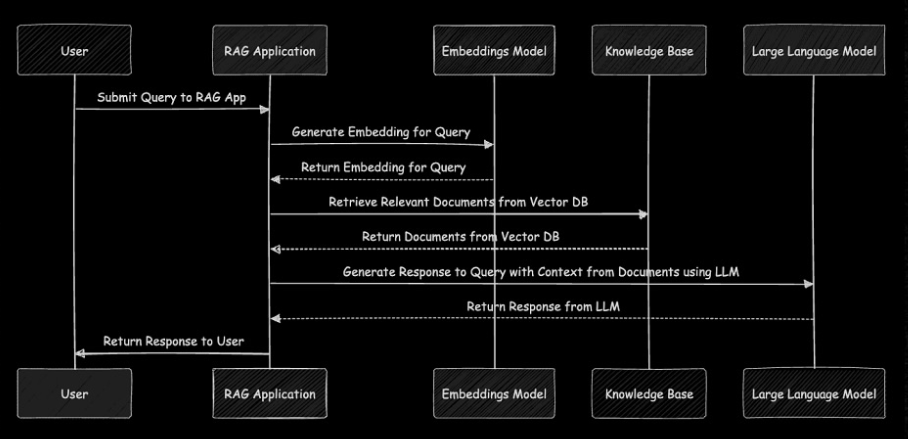 User
RAG Application
Embeddings Model
Knowledge Base
Large Language Model
Submit Query to RAG App
Generate Embedding for Query
Return Embedding for Query
Retrieve Relevant Documents from Vector DB
Return Documents from Vector DB
Generate Response to Query with Context from Documents using LLM
Return Response from LLM
Return Response to User
User
RAG Application
Embeddings Model
Knowledge Base
Large Language Model